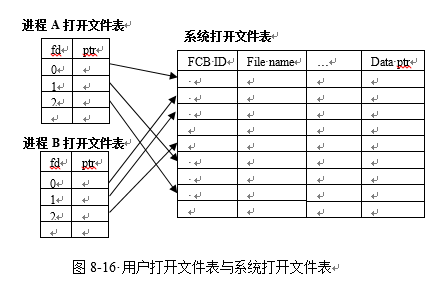 进程 A 打开文件表
系统打开文件表
fd ptr
0
1
2
FCB ID File name … Data ptr
进程 B 打开文件表
fd ptr
0
1
2
图 8-16 用户打开文件表与系统打开文件表